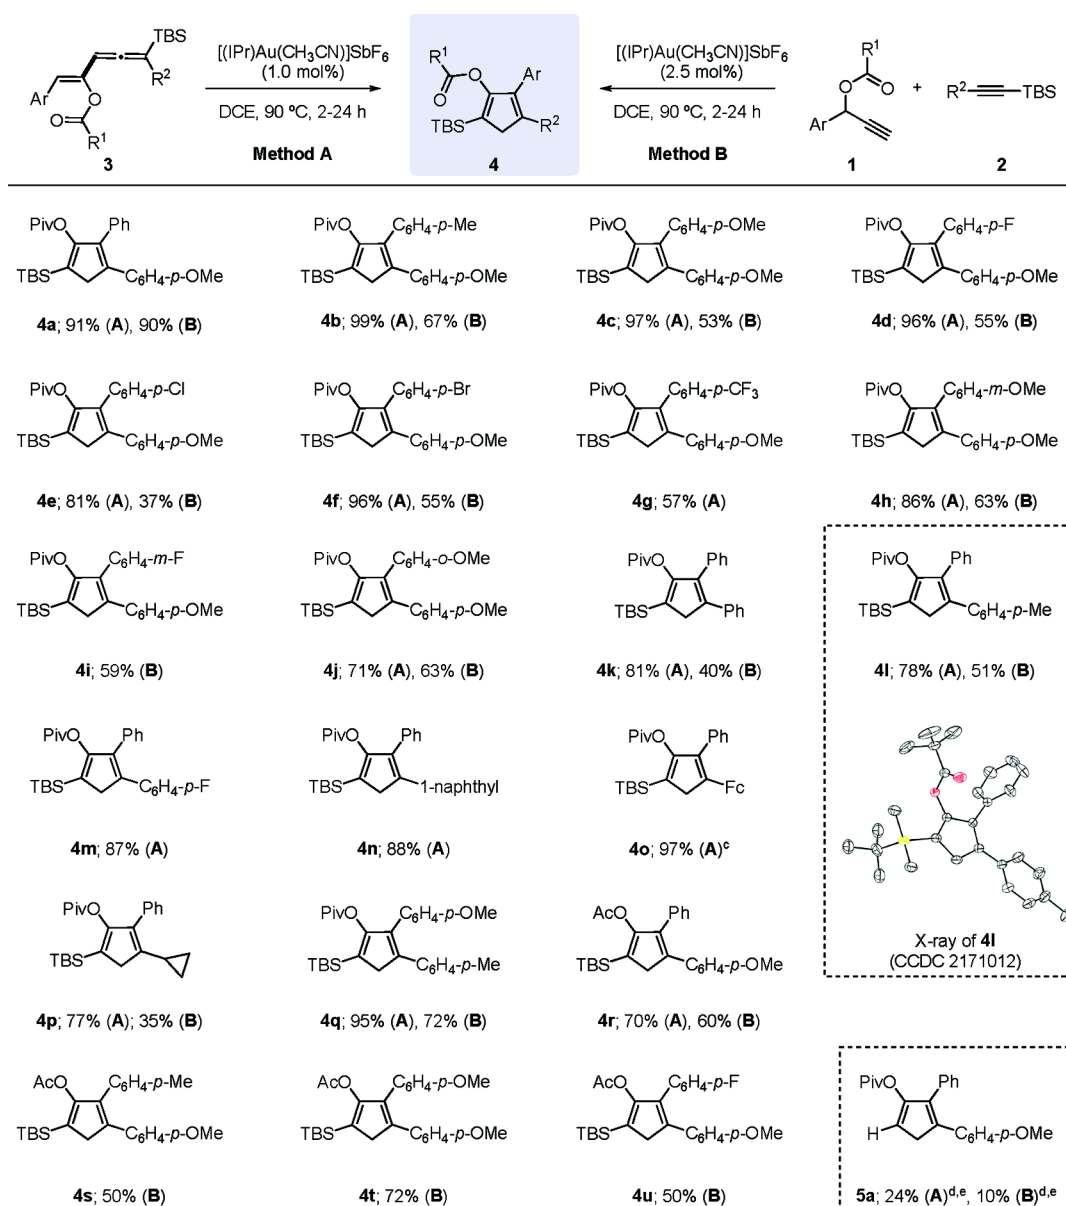 TBS
R2
Ar
O
O
R1
3
[(IPr)Au(CH3CN)]SbF6
(1.0 mol%)
DCE, 90 ºC, 2-24 h
Method A
R1
O
O
Ar
TBS
R2
4
[(IPr)Au(CH3CN)]SbF6
(2.5 mol%)
DCE, 90 ºC, 2-24 h
Method B
R1
O
O
Ar
1
+
R2
TBS
2
PivO
Ph
TBS
C6H4-p-OMe
4a; 91% (A), 90% (B)
PivO
C6H4-p-Me
TBS
C6H4-p-OMe
4b; 99% (A), 67% (B)
PivO
C6H4-p-OMe
TBS
C6H4-p-OMe
4c; 97% (A), 53% (B)
PivO
C6H4-p-F
TBS
C6H4-p-OMe
4d; 96% (A), 55% (B)
PivO
C6H4-p-Cl
TBS
C6H4-p-OMe
4e; 81% (A), 37% (B)
PivO
C6H4-p-Br
TBS
C6H4-p-OMe
4f; 96% (A), 55% (B)
PivO
C6H4-p-CF3
TBS
C6H4-p-OMe
4g; 57% (A)
PivO
C6H4-m-OMe
TBS
C6H4-p-OMe
4h; 86% (A), 63% (B)
PivO
C6H4-m-F
TBS
C6H4-p-OMe
4i; 59% (B)
PivO
C6H4-o-OMe
TBS
C6H4-p-OMe
4j; 71% (A), 63% (B)
PivO
Ph
TBS
Ph
4k; 81% (A), 40% (B)
PivO
Ph
TBS
C6H4-p-Me
4l; 78% (A), 51% (B)
X-ray of 4l
(CCDC 2171012)
PivO
Ph
TBS
C6H4-p-F
4m; 87% (A)
PivO
Ph
TBS
1-naphthyl
4n; 88% (A)
PivO
Ph
TBS
Fc
4o; 97% (A)c
PivO
Ph
TBS
4p; 77% (A); 35% (B)
PivO
C6H4-p-OMe
TBS
C6H4-p-Me
4q; 95% (A), 72% (B)
AcO
Ph
TBS
C6H4-p-OMe
4r; 70% (A), 60% (B)
AcO
C6H4-p-Me
TBS
C6H4-p-OMe
4s; 50% (B)
AcO
C6H4-p-OMe
TBS
C6H4-p-OMe
4t; 72% (B)
AcO
C6H4-p-F
TBS
C6H4-p-OMe
4u; 50% (B)
PivO
Ph
H
C6H4-p-OMe
5a; 24% (A)d,e, 10% (B)d,e